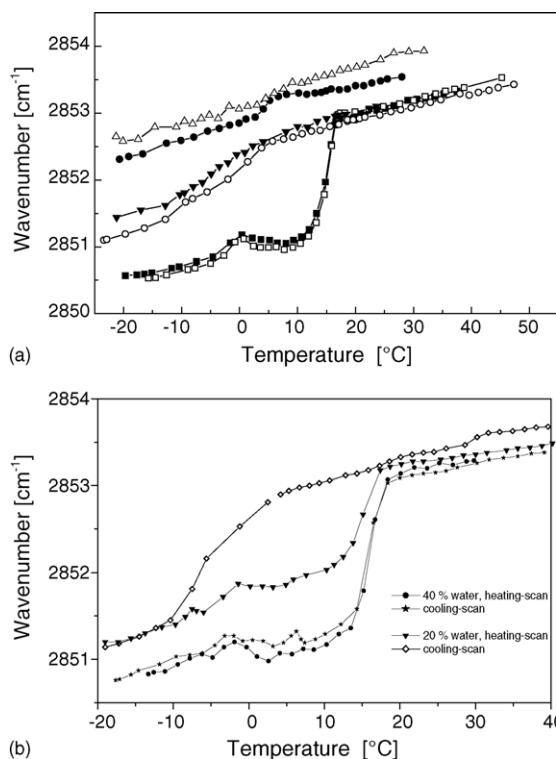 2854
2853
2852
2851
2850
Wavenumber [cm⁻¹]
-20 -10 0 10 20 30 40 50
(a) Temperature [°C]
2854
2853
2852
2851
Wavenumber [cm⁻¹]
40 % water, heating-scan
cooling-scan
20 % water, heating-scan
cooling-scan
-20 -10 0 10 20 30 40
(b) Temperature [°C]